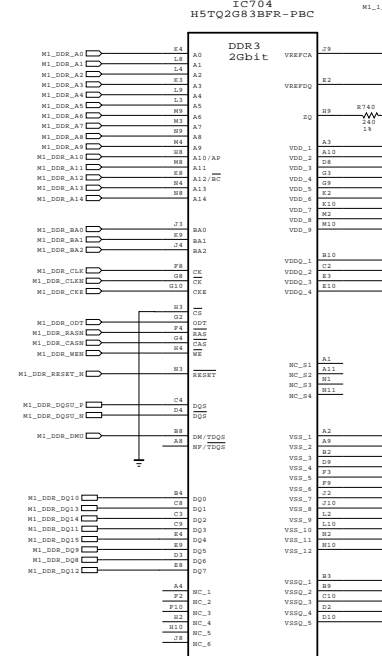 IC704
H5TQ2G83BFR-PBC
M1_1
DDR3
2Gbit
M1_DDR_A0 K4 A0
M1_DDR_A1 L8 A1
M1_DDR_A2 L4 A2
M1_DDR_A3 K3 A3
M1_DDR_A4 L9 A4
M1_DDR_A5 L3 A5
M1_DDR_A6 M9 A6
M1_DDR_A7 M3 A7
M1_DDR_A8 N9 A8
M1_DDR_A9 M4 A9
M1_DDR_A10 H8 A10/AP
M1_DDR_A11 M8 A11
M1_DDR_A12 K8 A12/BC
M1_DDR_A13 N4 A13
M1_DDR_A14 N8 A14
M1_DDR_BA0 J3 BA0
M1_DDR_BA1 K9 BA1
M1_DDR_BA2 J4 BA2
M1_DDR_CLK F8 CK
M1_DDR_CLKN G8 CK
M1_DDR_CKE G10 CKE
H3 CS
M1_DDR_ODT G2 ODT
M1_DDR_RASN F4 RAS
M1_DDR_CASN G4 CAS
M1_DDR_WEN H4 WE
M1_DDR_RESET_N N3 RESET
M1_DDR_DQSU_P C4 DQS
M1_DDR_DQSU_N D4 DQS
M1_DDR_DMU B8 DM/TDQS
A8 NF/TDQS
M1_DDR_DQ10 B4 DQ0
M1_DDR_DQ13 C8 DQ1
M1_DDR_DQ14 C3 DQ2
M1_DDR_DQ11 C9 DQ3
M1_DDR_DQ15 E4 DQ4
M1_DDR_DQ9 E9 DQ5
M1_DDR_DQ8 D3 DQ6
M1_DDR_DQ12 E8 DQ7
A4 NC_1
F2 NC_2
F10 NC_3
H2 NC_4
H10 NC_5
J8 NC_6
VREFCA J9
VREFDQ E2
ZQ H9
R740
240
1%
VDD_1 A3
VDD_2 A10
VDD_3 D8
VDD_4 G3
VDD_5 G9
VDD_6 K2
VDD_7 K10
VDD_8 M2
VDD_9 M10
VDDQ_1 B10
VDDQ_2 C2
VDDQ_3 E3
VDDQ_4 E10
NC_S1 A1
NC_S2 A11
NC_S3 N1
NC_S4 N11
VSS_1 A2
VSS_2 A9
VSS_3 B2
VSS_4 D9
VSS_5 F3
VSS_6 F9
VSS_7 J2
VSS_8 J10
VSS_9 L2
VSS_10 L10
VSS_11 N2
VSS_12 N10
VSSQ_1 B3
VSSQ_2 B9
VSSQ_3 C10
VSSQ_4 D2
VSSQ_5 D10